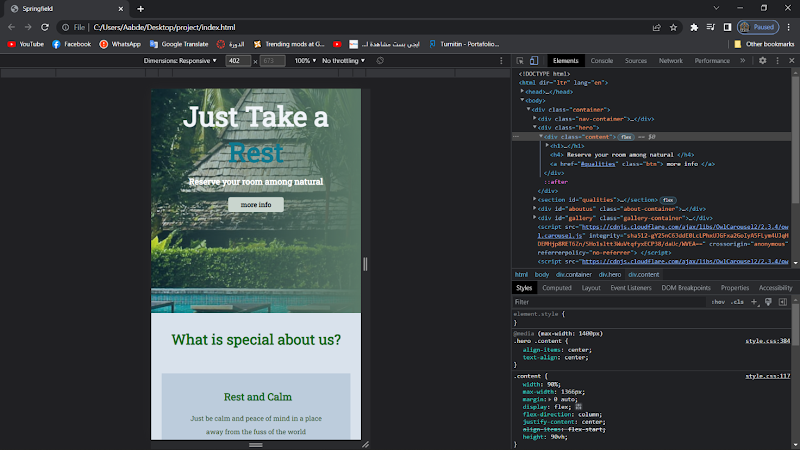 Springfield
File C:/Users/Aabde/Desktop/project/index.html
Paused
YouTube Facebook WhatsApp Google Translate الدورة Trending mods at G... ايجي بست مشاهدة ا... Turnitin - Portafolio... Other bookmarks
Dimensions: Responsive 402 × 873 100% No throttling
Elements Console Sources Network Performance »
Just Take a
Rest
Reserve your room among natural
more info
What is special about us?
Rest and Calm
Just be calm and peace of mind in a place
away from the fuss of the world
<!DOCTYPE html>
<html dir="ltr" lang="en">
<head>…</head>
<body>
<div class="container">
<div class="nav-container">…</div>
<div class="hero">
<div class="content"> flex == $0
<h1>…</h1>
<h4> Reserve your room among natural </h4>
<a href="#qualities" class="btn"> more info </a>
</div>
::after
</div>
<section id="qualities">…</section> flex
<div id="aboutus" class="about-container">…</div>
<div id="gallery" class="gallery-container">…</div>
<script src="https://cdnjs.cloudflare.com/ajax/libs/OwlCarousel2/2.3.4/ow
l.carousel.js" crossorigin="anonymous"
referrerpolicy="no-referrer"> </script>
<script src="https://cdnjs.cloudflare.com/ajax/libs/OwlCarousel2/2.3.4/ow
html body div.container div.hero div.content
Styles Computed Layout Event Listeners DOM Breakpoints Properties Accessibility
Filter :hov .cls +
element.style {
}
@media (max-width: 1400px)
.hero .content { style.css:384
align-items: center;
text-align: center;
}
.content { style.css:117
width: 90%;
max-width: 1366px;
margin: 0 auto;
display: flex;
flex-direction: column;
justify-content: center;
align-items: flex-start;
height: 90vh;
}